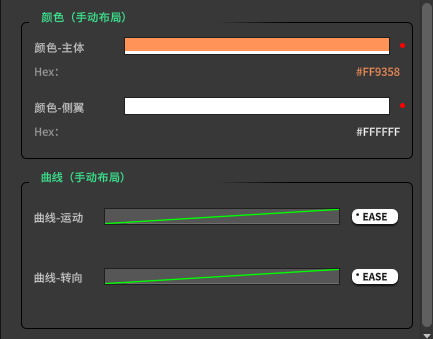 颜色（手动布局）
颜色-主体
Hex： #FF9358
颜色-侧翼
Hex： #FFFFFF
曲线（手动布局）
曲线-运动 EASE
曲线-转向 EASE